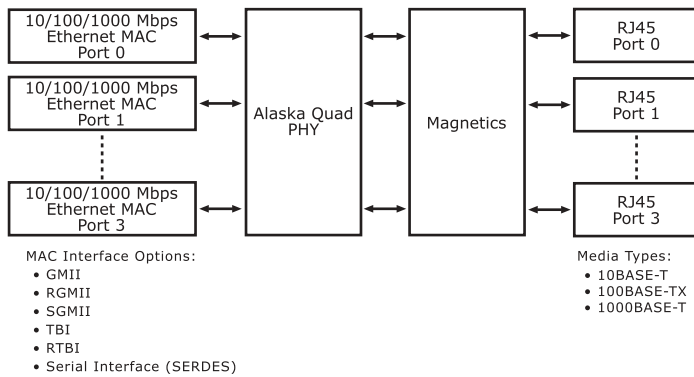 10/100/1000 Mbps
Ethernet MAC
Port 0
10/100/1000 Mbps
Ethernet MAC
Port 1
10/100/1000 Mbps
Ethernet MAC
Port 3
Alaska Quad
PHY
Magnetics
RJ45
Port 0
RJ45
Port 1
RJ45
Port 3
MAC Interface Options:
• GMII
• RGMII
• SGMII
• TBI
• RTBI
• Serial Interface (SERDES)
Media Types:
• 10BASE-T
• 100BASE-TX
• 1000BASE-T